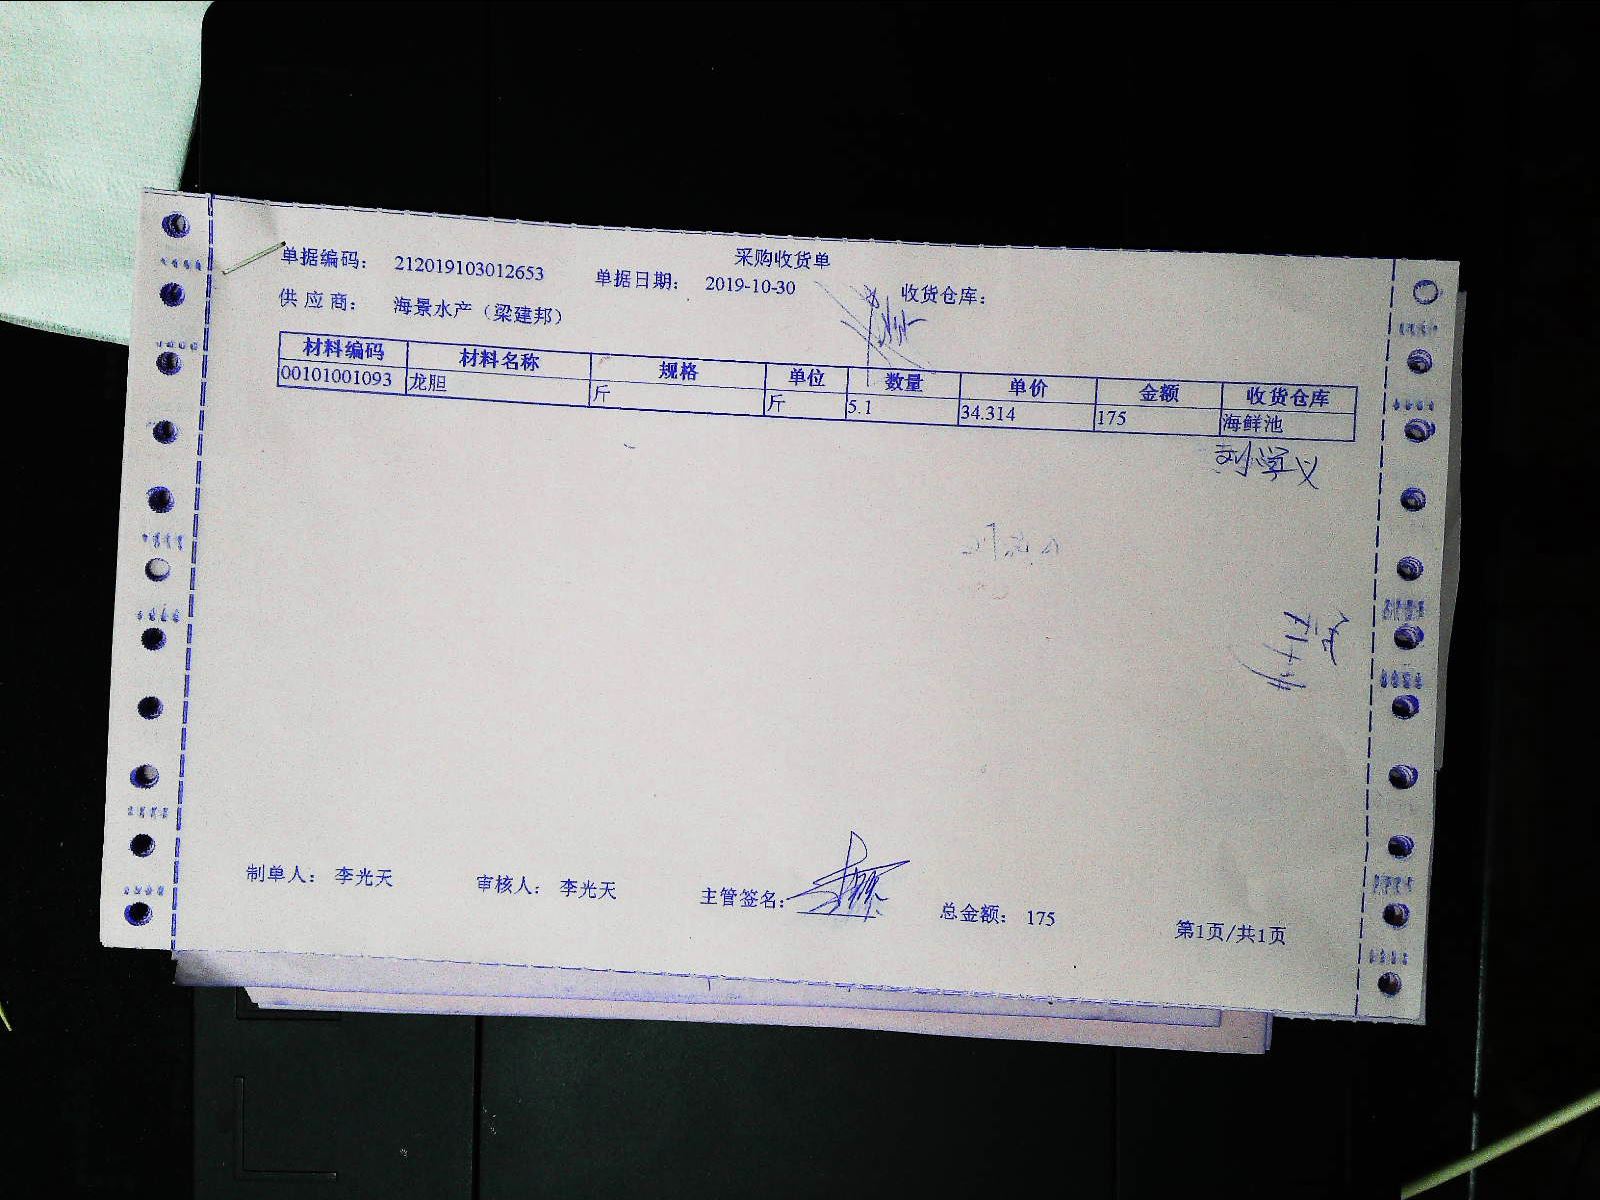 采购收货单
单据编码： 212019103012653 单据日期： 2019-10-30 收货仓库：
供应商： 海景水产（梁建邦）
材料编码 材料名称 规格 单位 数量 单价 金额 收货仓库
00101001093 龙胆 斤 斤 5.1 34.314 175 海鲜池
制单人： 李光天 审核人： 李光天 主管签名： 总金额： 175 第1页/共1页